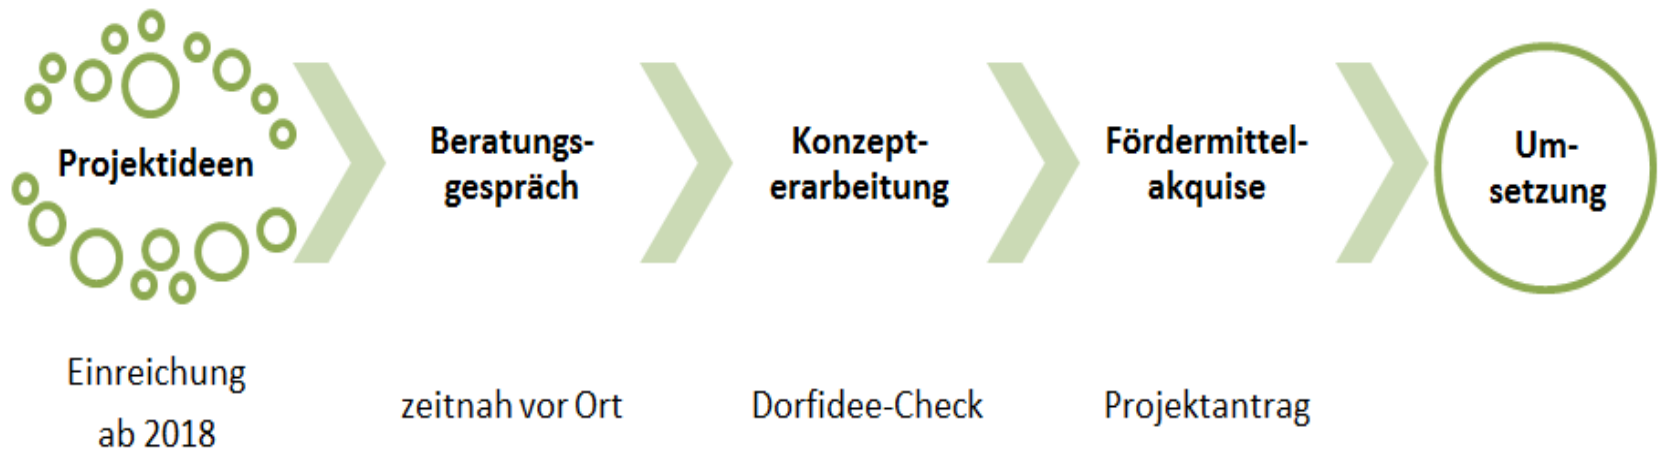 Projektideen
Beratungs-
gespräch
Konzept-
erarbeitung
Fördermittel-
akquise
Um-
setzung
Einreichung
ab 2018
zeitnah vor Ort
Dorfidee-Check
Projektantrag